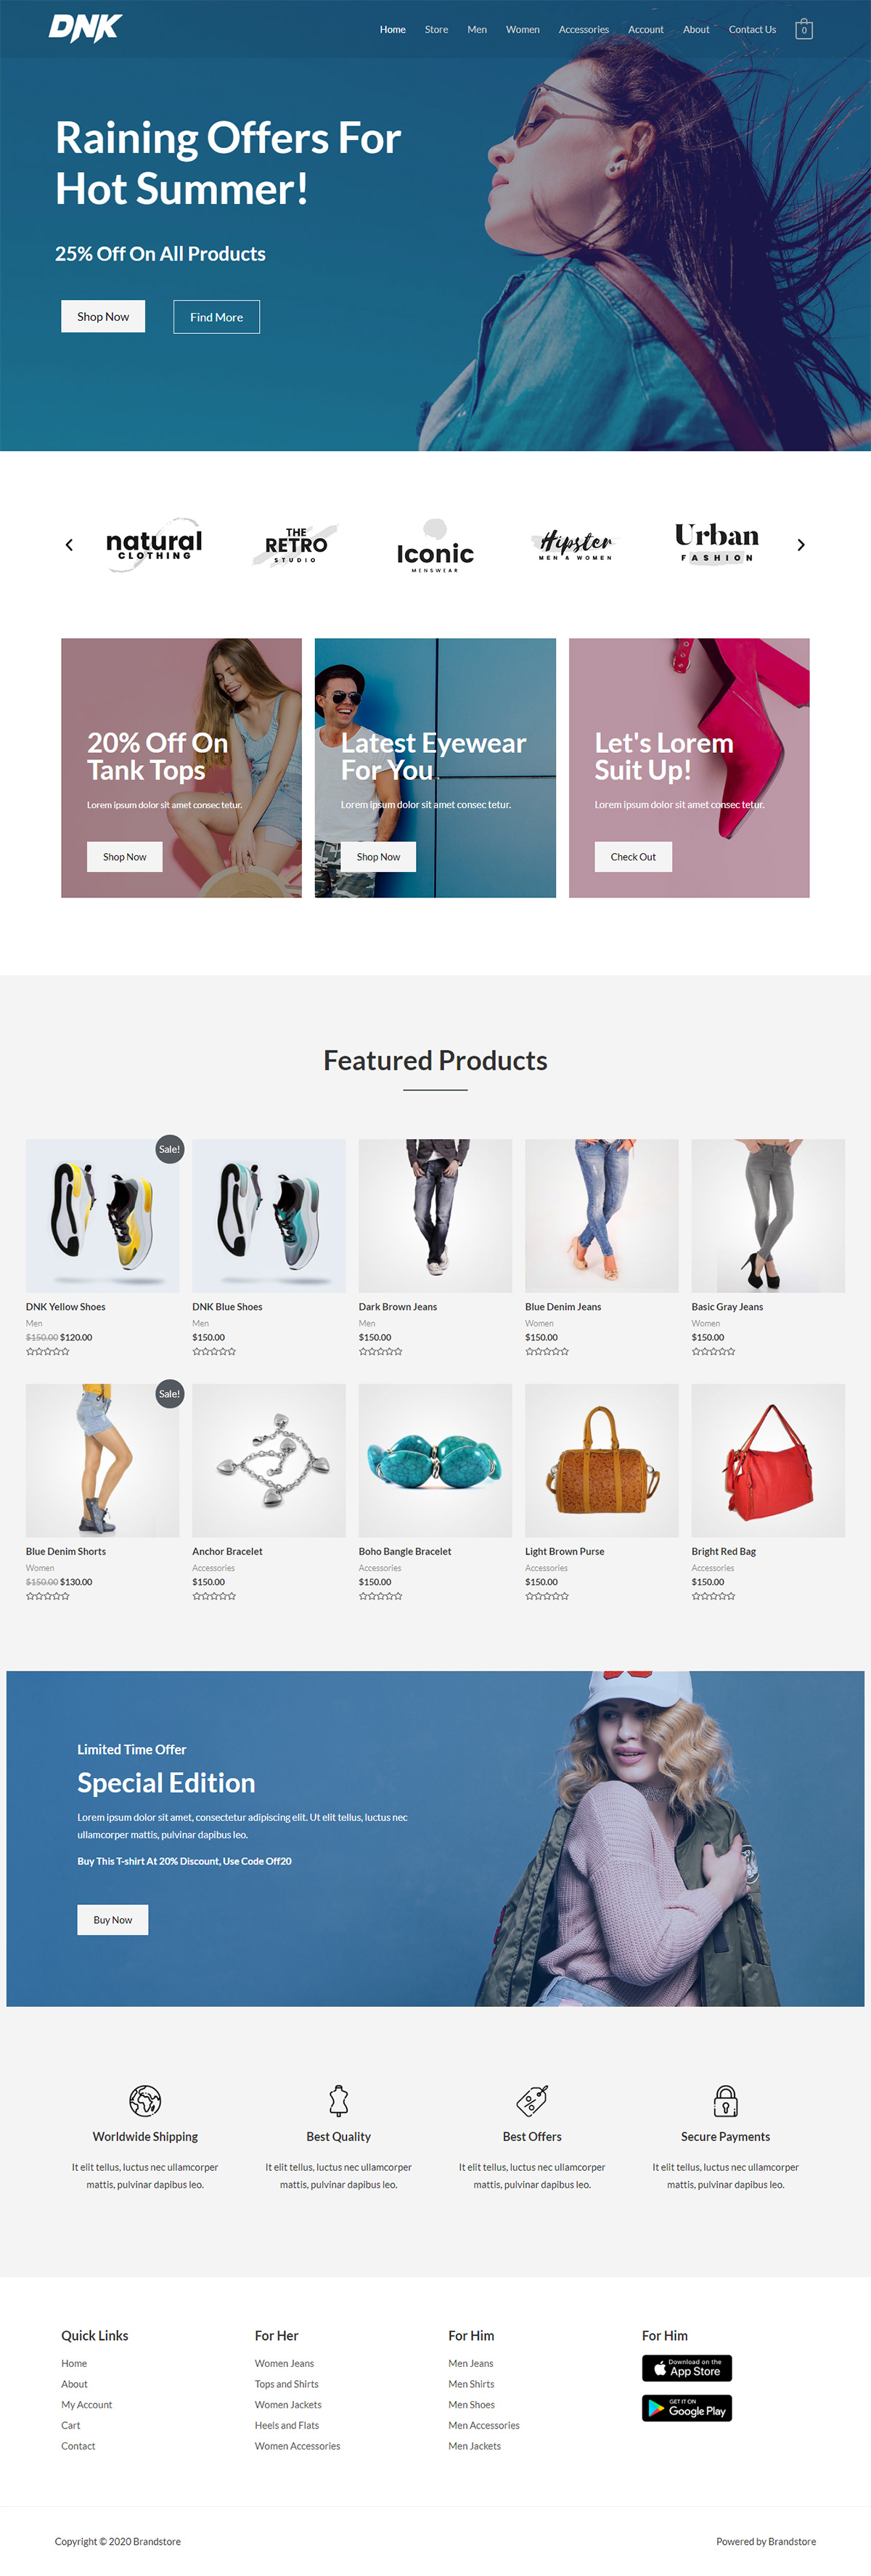 DNK
Home Store Men Women Accessories Account About Contact Us 0
Raining Offers For
Hot Summer!
25% Off On All Products
Shop Now Find More
natural
CLOTHING
THE
RETRO
STUDIO
Iconic
MENSWEAR
Hipster
MEN & WOMEN
Urban
FASHION
20% Off On
Tank Tops
Lorem ipsum dolor sit amet consec tetur.
Shop Now
Latest Eyewear
For You
Lorem ipsum dolor sit amet consec tetur.
Shop Now
Let's Lorem
Suit Up!
Lorem ipsum dolor sit amet consec tetur.
Check Out
Featured Products
Sale!
DNK Yellow Shoes
Men
$150.00 $120.00
DNK Blue Shoes
Men
$150.00
Dark Brown Jeans
Men
$150.00
Blue Denim Jeans
Women
$150.00
Basic Gray Jeans
Women
$150.00
Sale!
Blue Denim Shorts
Women
$150.00 $130.00
Anchor Bracelet
Accessories
$150.00
Boho Bangle Bracelet
Accessories
$150.00
Light Brown Purse
Accessories
$150.00
Bright Red Bag
Accessories
$150.00
Limited Time Offer
Special Edition
Lorem ipsum dolor sit amet, consectetur adipiscing elit. Ut elit tellus, luctus nec
ullamcorper mattis, pulvinar dapibus leo.
Buy This T-shirt At 20% Discount, Use Code Off20
Buy Now
Worldwide Shipping
It elit tellus, luctus nec ullamcorper
mattis, pulvinar dapibus leo.
Best Quality
It elit tellus, luctus nec ullamcorper
mattis, pulvinar dapibus leo.
Best Offers
It elit tellus, luctus nec ullamcorper
mattis, pulvinar dapibus leo.
Secure Payments
It elit tellus, luctus nec ullamcorper
mattis, pulvinar dapibus leo.
Quick Links
Home
About
My Account
Cart
Contact
For Her
Women Jeans
Tops and Shirts
Women Jackets
Heels and Flats
Women Accessories
For Him
Men Jeans
Men Shirts
Men Shoes
Men Accessories
Men Jackets
For Him
Download on the
App Store
GET IT ON
Google Play
Copyright © 2020 Brandstore
Powered by Brandstore